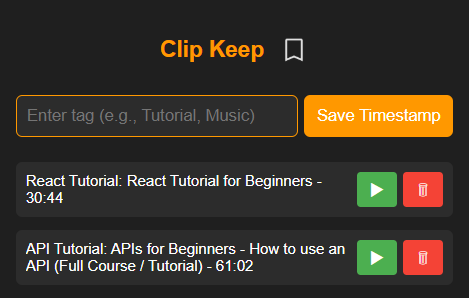 Clip Keep
Enter tag (e.g., Tutorial, Music)
Save Timestamp
React Tutorial: React Tutorial for Beginners -
30:44
API Tutorial: APIs for Beginners - How to use an
API (Full Course / Tutorial) - 61:02